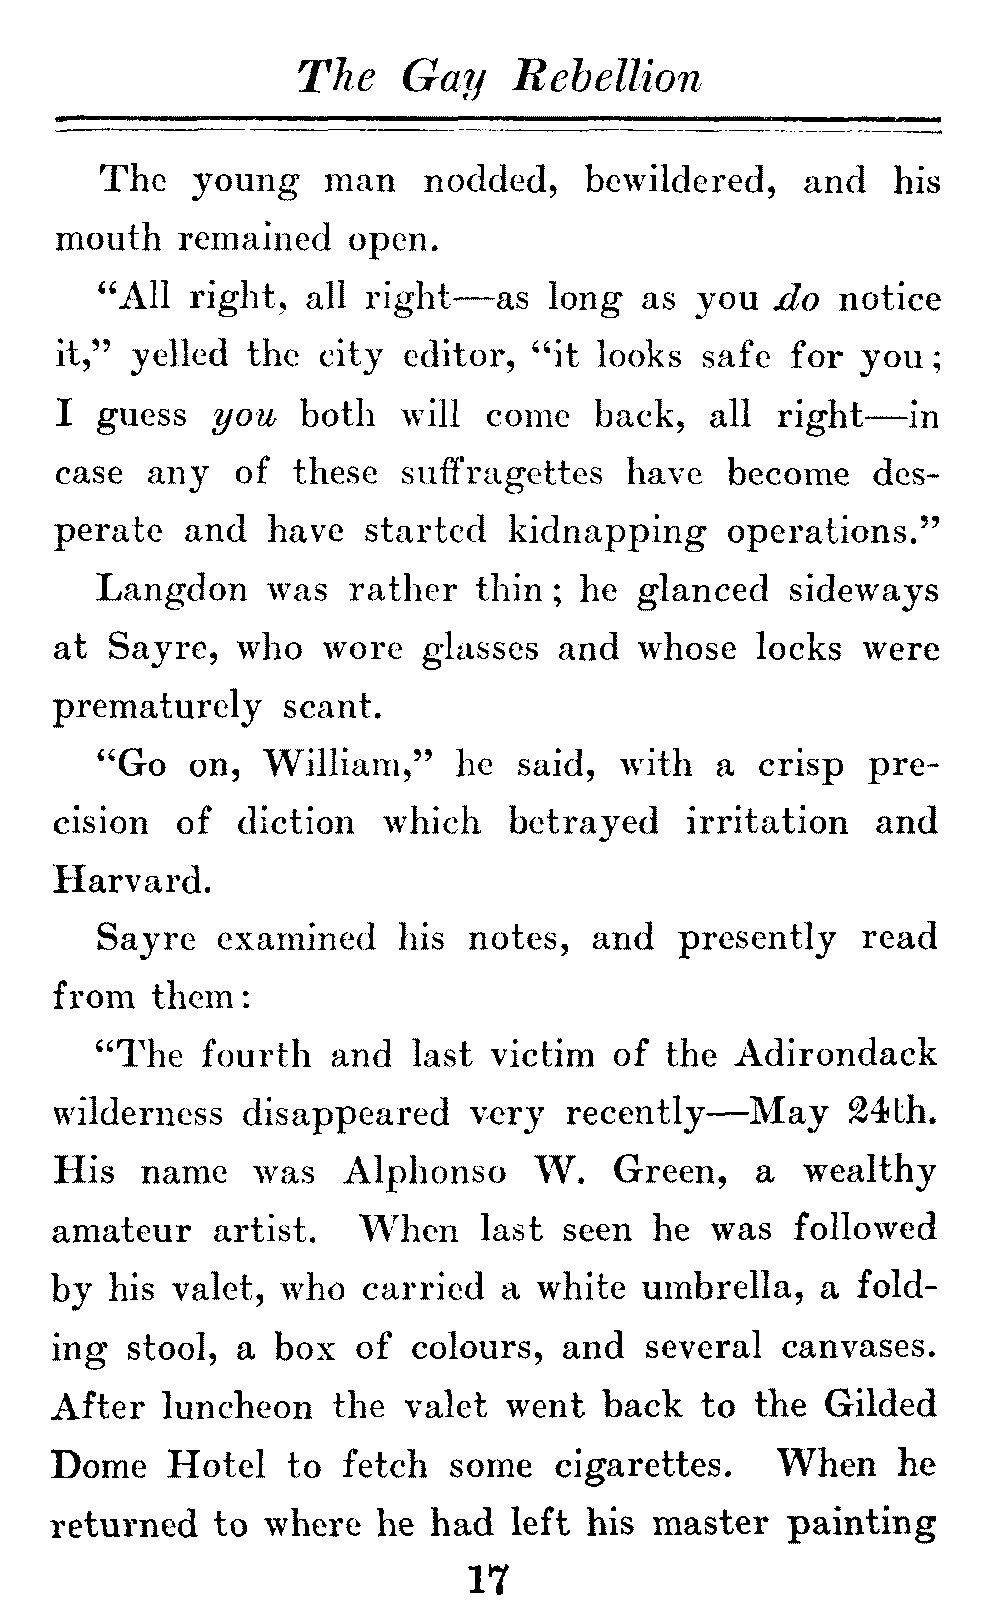 The Gay Rebellion
The young man nodded, bewildered, and his
mouth remained open.
“All right, all right—as long as you do notice
it,” yelled the city editor, “it looks safe for you;
I guess you both will come back, all right—in
case any of these suffragettes have become des-
perate and have started kidnapping operations.”
Langdon was rather thin; he glanced sideways
at Sayre, who wore glasses and whose locks were
prematurely scant.
“Go on, William,” he said, with a crisp pre-
cision of diction which betrayed irritation and
Harvard.
Sayre examined his notes, and presently read
from them:
“The fourth and last victim of the Adirondack
wilderness disappeared very recently—May 24th.
His name was Alphonso W. Green, a wealthy
amateur artist. When last seen he was followed
by his valet, who carried a white umbrella, a fold-
ing stool, a box of colours, and several canvases.
After luncheon the valet went back to the Gilded
Dome Hotel to fetch some cigarettes. When he
returned to where he had left his master painting
17